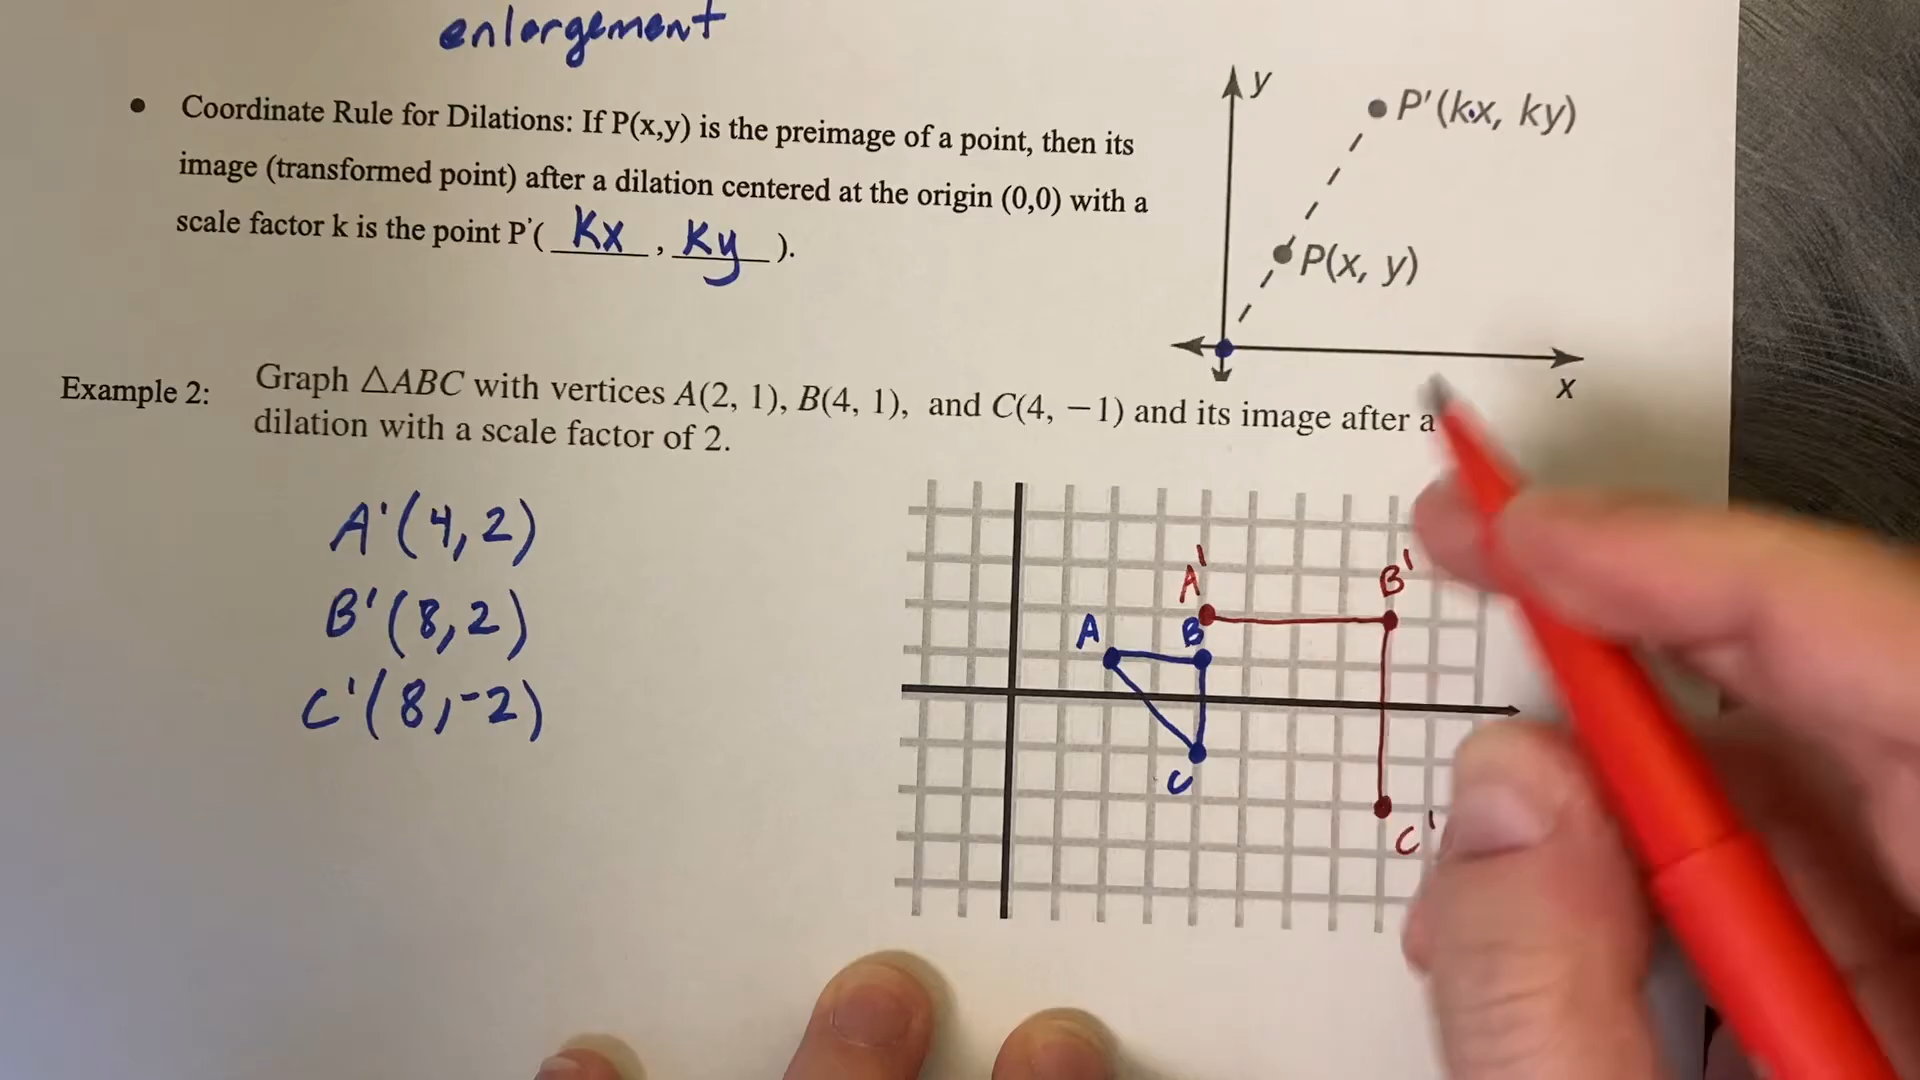 enlargement
• Coordinate Rule for Dilations: If P(x,y) is the preimage of a point, then its
image (transformed point) after a dilation centered at the origin (0,0) with a
scale factor k is the point P'( kx , ky ).
y
P'(k·x, ky)
P(x, y)
x
Example 2: Graph △ABC with vertices A(2, 1), B(4, 1), and C(4, −1) and its image after a
dilation with a scale factor of 2.
A'(4,2)
B'(8,2)
C'(8,-2)
A'
B'
A
B
C
C'